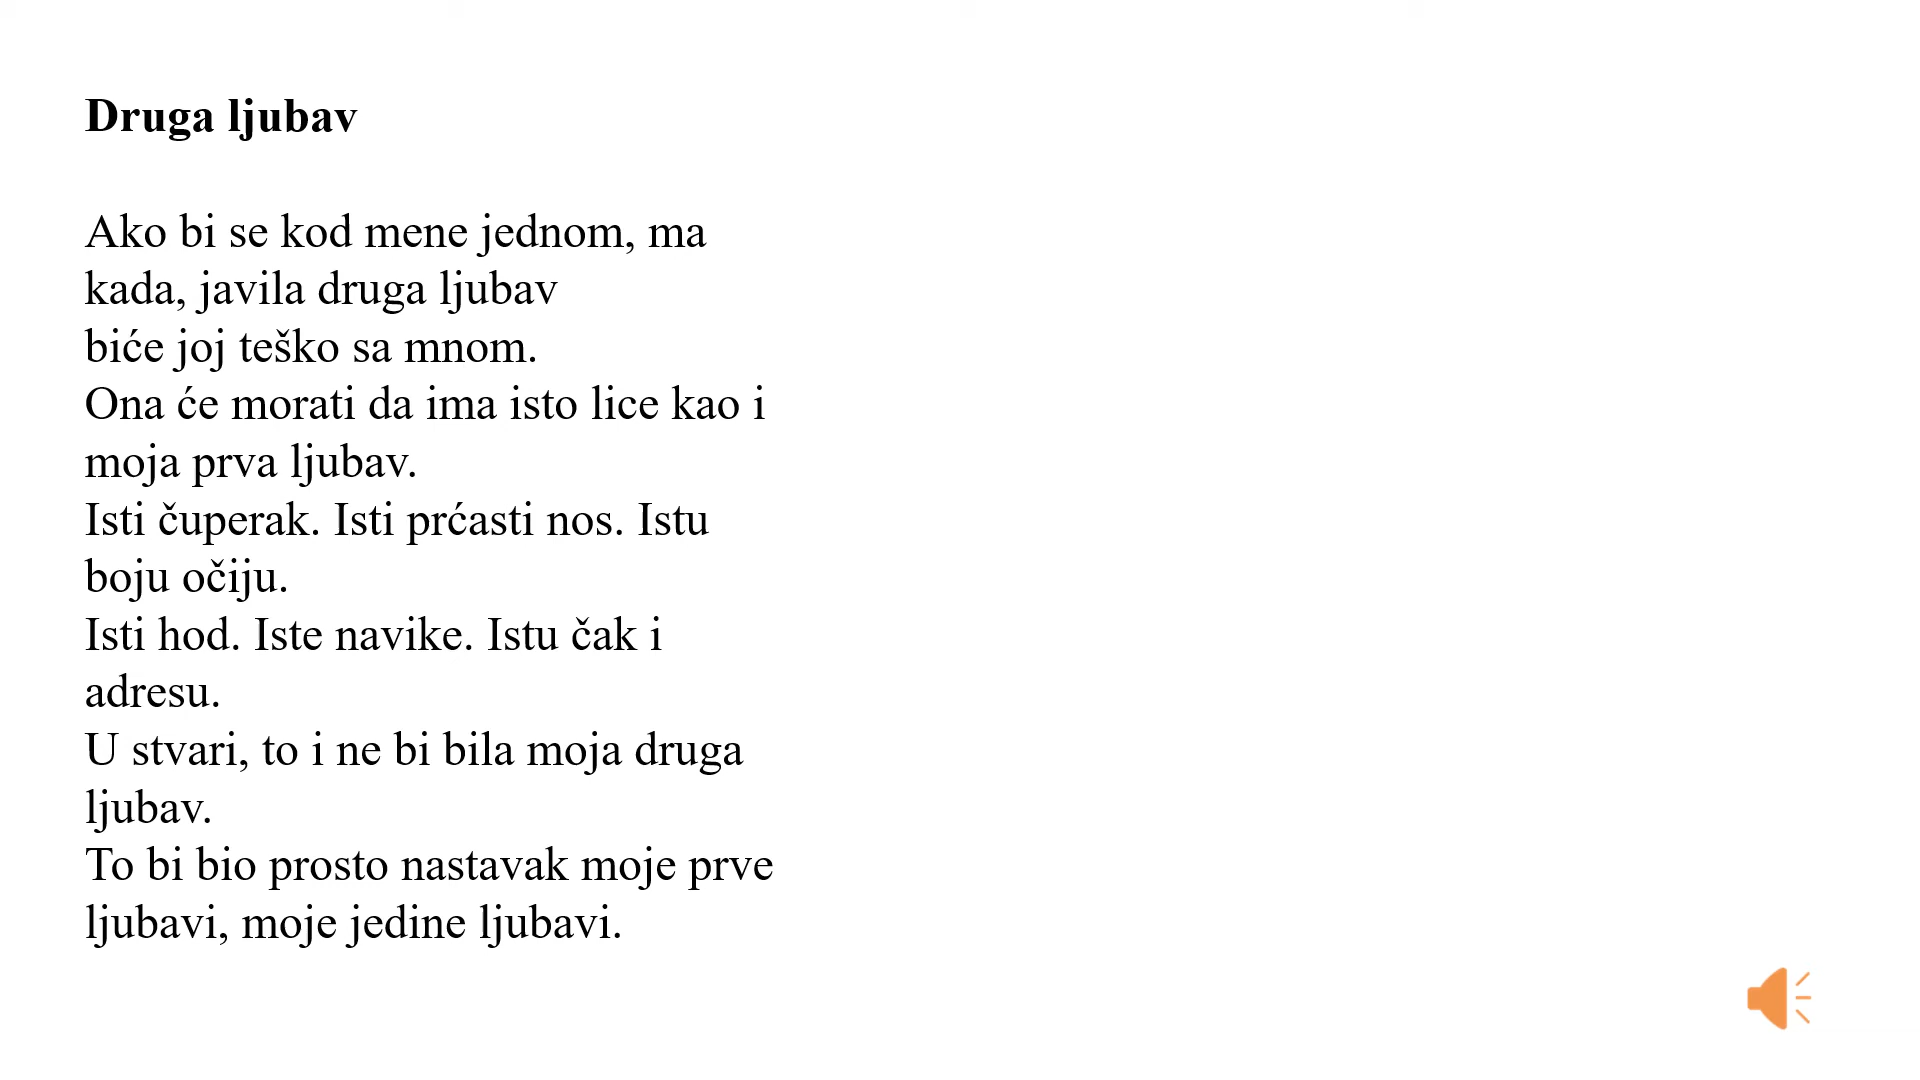 Druga ljubav
Ako bi se kod mene jednom, ma
kada, javila druga ljubav
biće joj teško sa mnom.
Ona će morati da ima isto lice kao i
moja prva ljubav.
Isti čuperak. Isti prćasti nos. Istu
boju očiju.
Isti hod. Iste navike. Istu čak i
adresu.
U stvari, to i ne bi bila moja druga
ljubav.
To bi bio prosto nastavak moje prve
ljubavi, moje jedine ljubavi.